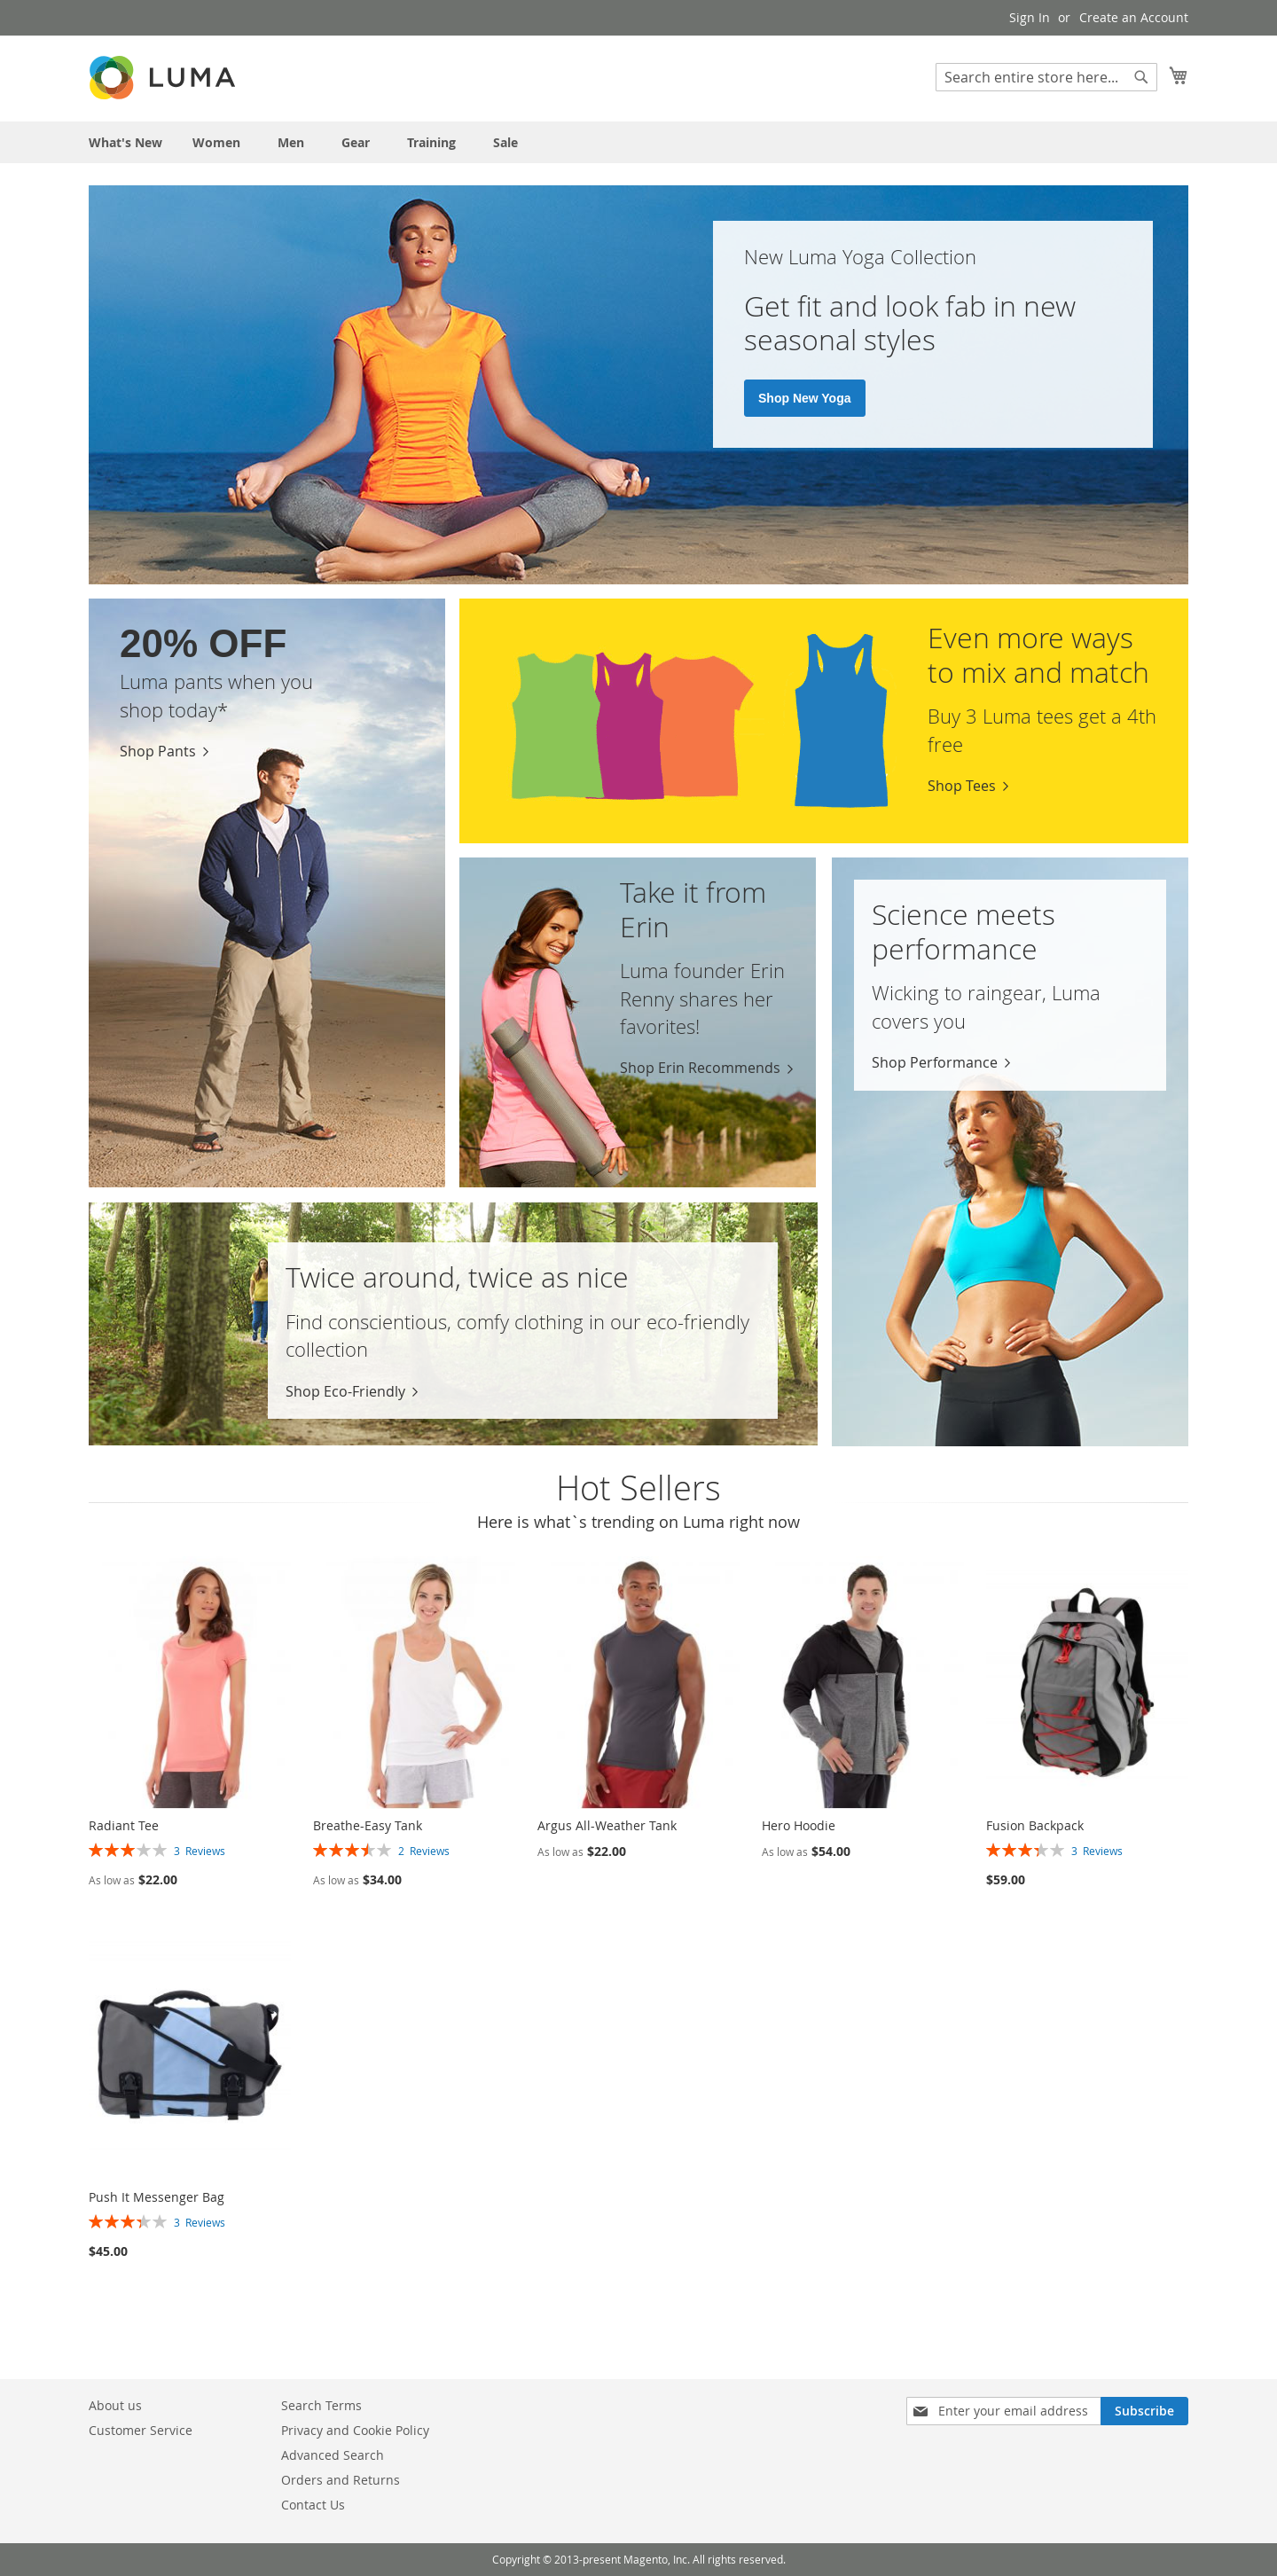 Sign In or Create an Account
LUMA
Search entire store here...
What's New Women Men Gear Training Sale
New Luma Yoga Collection
Get fit and look fab in new
seasonal styles
Shop New Yoga
20% OFF
Luma pants when you
shop today*
Shop Pants
Even more ways
to mix and match
Buy 3 Luma tees get a 4th
free
Shop Tees
Take it from
Erin
Luma founder Erin
Renny shares her
favorites!
Shop Erin Recommends
Science meets
performance
Wicking to raingear, Luma
covers you
Shop Performance
Twice around, twice as nice
Find conscientious, comfy clothing in our eco-friendly
collection
Shop Eco-Friendly
Hot Sellers
Here is what`s trending on Luma right now
Radiant Tee
3 Reviews
As low as $22.00
Breathe-Easy Tank
2 Reviews
As low as $34.00
Argus All-Weather Tank
As low as $22.00
Hero Hoodie
As low as $54.00
Fusion Backpack
3 Reviews
$59.00
Push It Messenger Bag
3 Reviews
$45.00
About us
Customer Service
Search Terms
Privacy and Cookie Policy
Advanced Search
Orders and Returns
Contact Us
Enter your email address
Subscribe
Copyright © 2013-present Magento, Inc. All rights reserved.